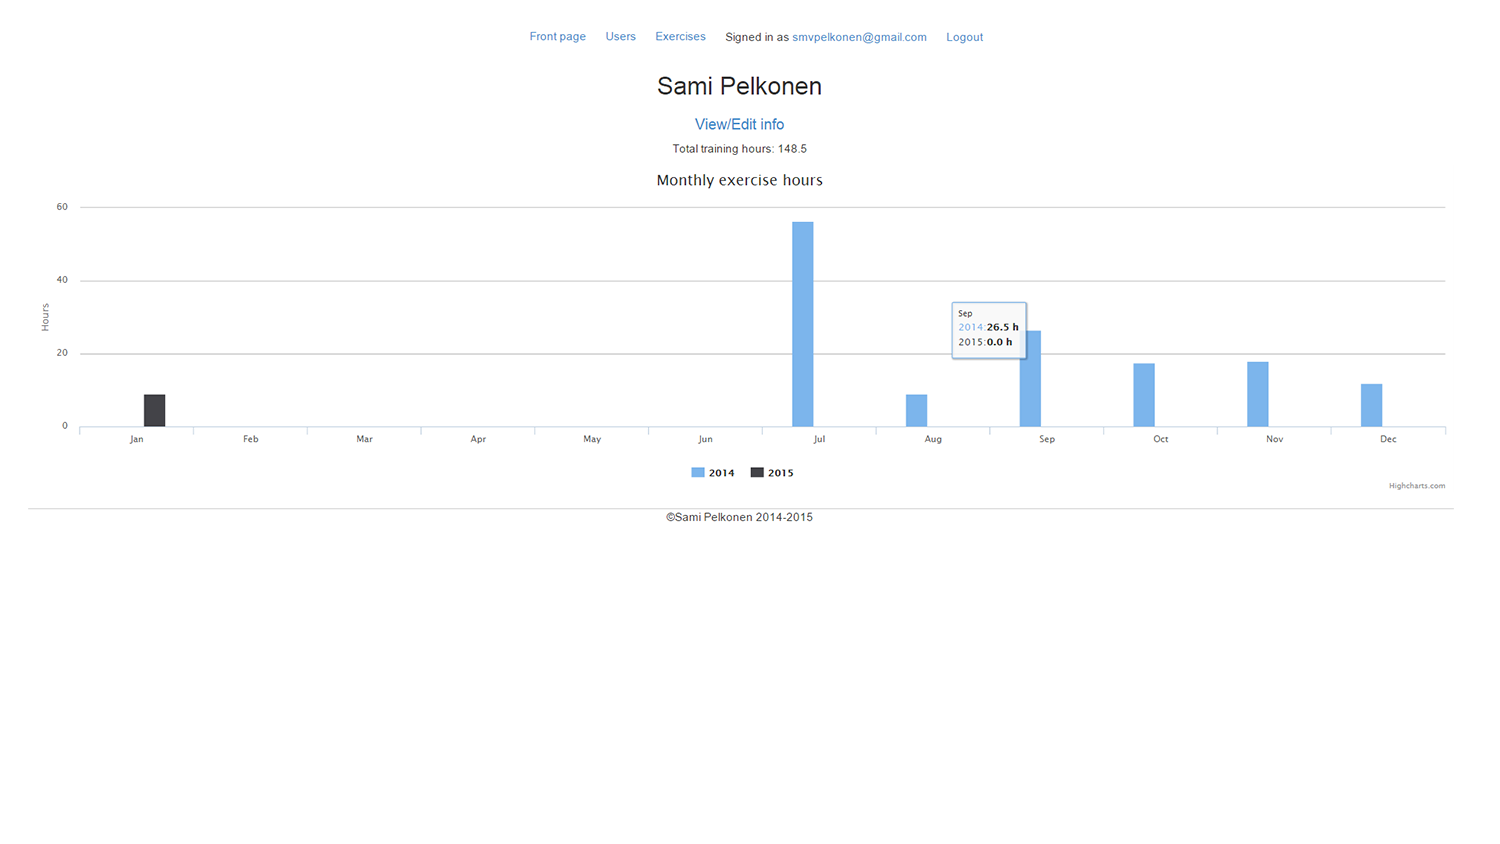 Front page Users Exercises Signed in as smvpelkonen@gmail.com Logout
Sami Pelkonen
View/Edit info
Total training hours: 148.5
Monthly exercise hours
Hours
60
40
20
0
Sep
2014:26.5 h
2015:0.0 h
Jan Feb Mar Apr May Jun Jul Aug Sep Oct Nov Dec
2014 2015
Highcharts.com
©Sami Pelkonen 2014-2015